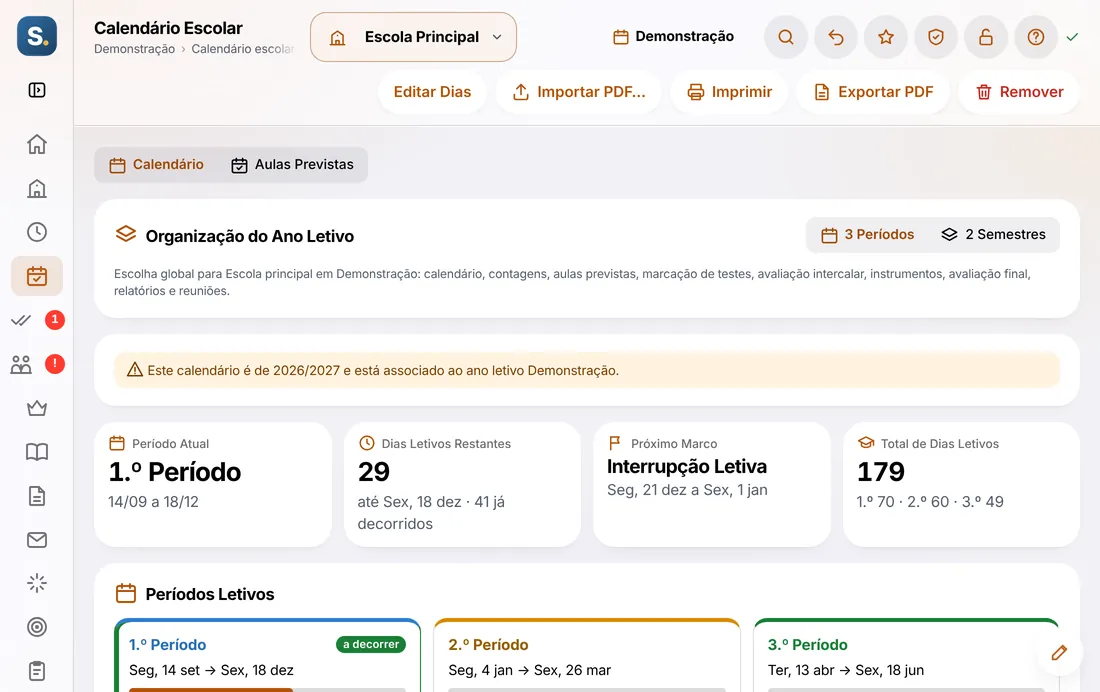 S.
Calendário Escolar
Demonstração › Calendário escolar
Escola Principal
Demonstração
Editar Dias
Importar PDF...
Imprimir
Exportar PDF
Remover
Calendário
Aulas Previstas
Organização do Ano Letivo
3 Períodos
2 Semestres
Escolha global para Escola principal em Demonstração: calendário, contagens, aulas previstas, marcação de testes, avaliação intercalar, instrumentos, avaliação final,
relatórios e reuniões.
1
!
Este calendário é de 2026/2027 e está associado ao ano letivo Demonstração.
Período Atual
1.º Período
14/09 a 18/12
Dias Letivos Restantes
29
até Sex, 18 dez · 41 já
decorridos
Próximo Marco
Interrupção Letiva
Seg, 21 dez a Sex, 1 jan
Total de Dias Letivos
179
1.º 70 · 2.º 60 · 3.º 49
Períodos Letivos
1.º Período
a decorrer
Seg, 14 set → Sex, 18 dez
2.º Período
Seg, 4 jan → Sex, 26 mar
3.º Período
Ter, 13 abr → Sex, 18 jun